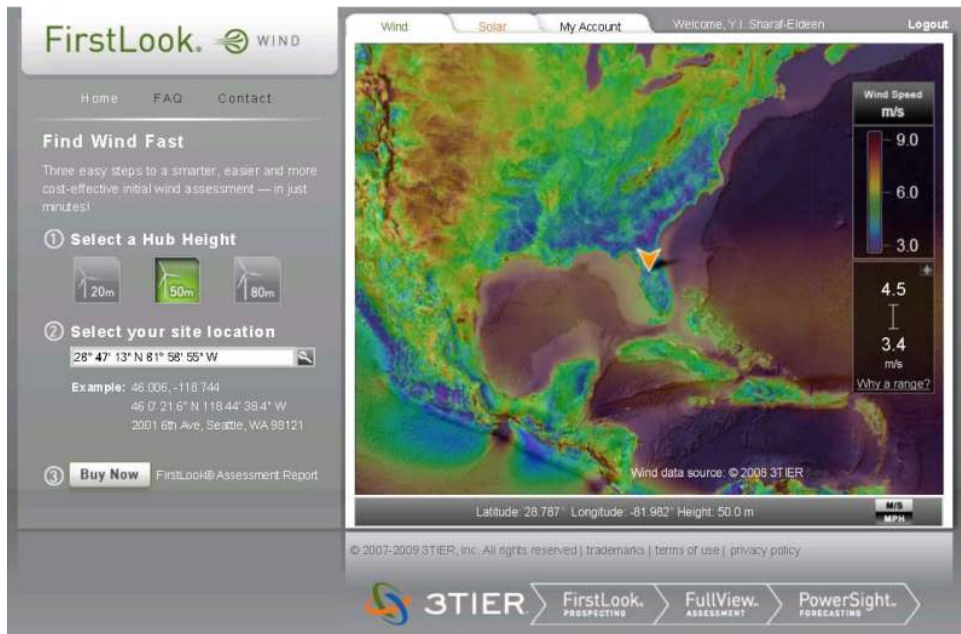 FirstLook. WIND
Wind Solar My Account Welcome, Y.I. Sharaf-Eldeen Logout
Home FAQ Contact
Find Wind Fast
Three easy steps to a smarter, easier and more
cost-effective initial wind assessment — in just
minutes!
1 Select a Hub Height
20m 50m 80m
2 Select your site location
28° 47' 13" N 81° 58' 55" W
Example: 46.006, -118.744
46 0' 21.6" N 118 44' 38.4" W
2001 6th Ave, Seattle, WA 98121
3 Buy Now FirstLook® Assessment Report
Wind Speed
m/s
9.0
6.0
3.0
+
4.5
3.4
m/s
Why a range?
Wind data source: © 2008 3TIER
Latitude: 28.787° Longitude: -81.982° Height: 50.0 m
M/S
MPH
© 2007-2009 3TIER, Inc. All rights reserved | trademarks | terms of use | privacy policy
3TIER FirstLook. FullView. PowerSight.
PROSPECTING ASSESSMENT FORECASTING